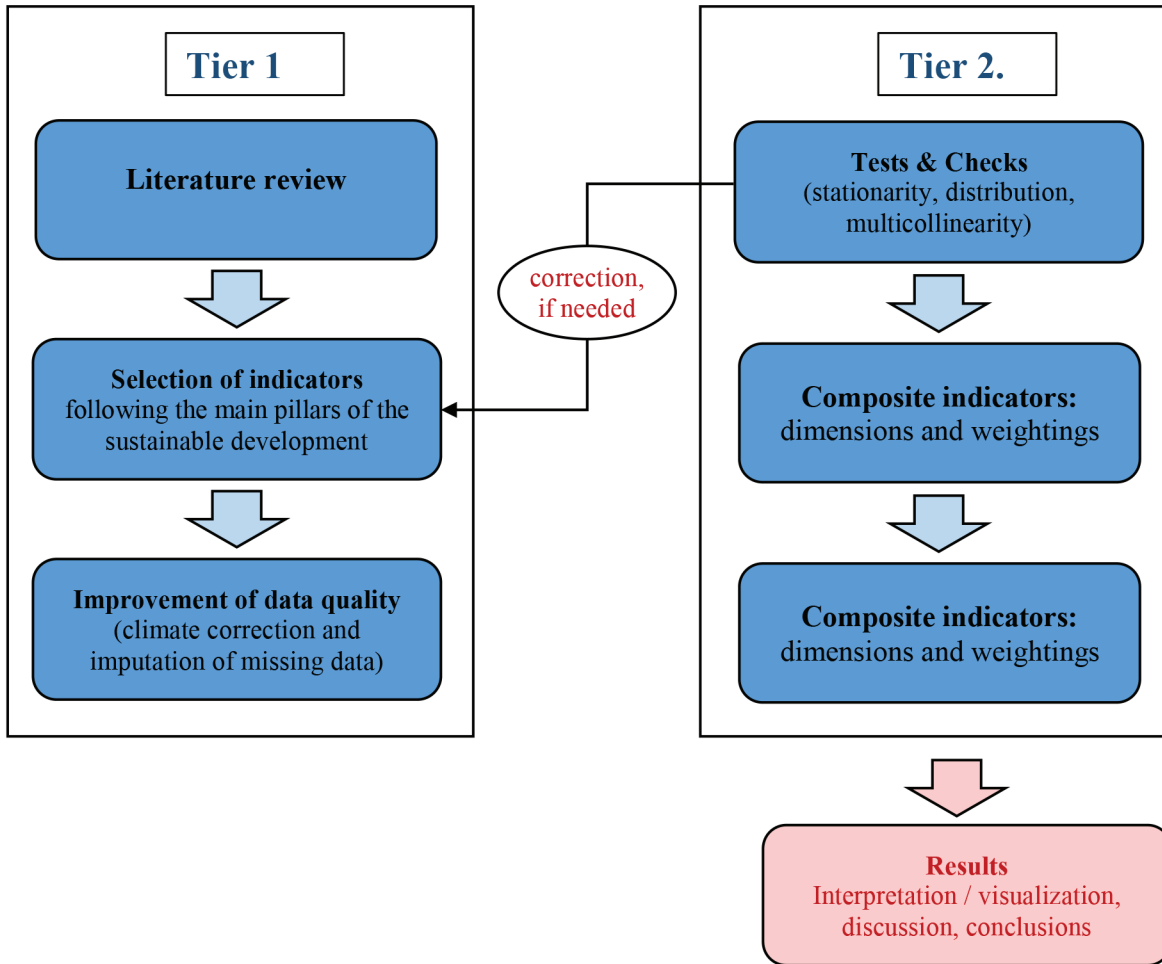 Tier 1
Literature review
Selection of indicators
following the main pillars of the
sustainable development
Improvement of data quality
(climate correction and
imputation of missing data)
correction,
if needed
Tier 2.
Tests & Checks
(stationarity, distribution,
multicollinearity)
Composite indicators:
dimensions and weightings
Composite indicators:
dimensions and weightings
Results
Interpretation / visualization,
discussion, conclusions